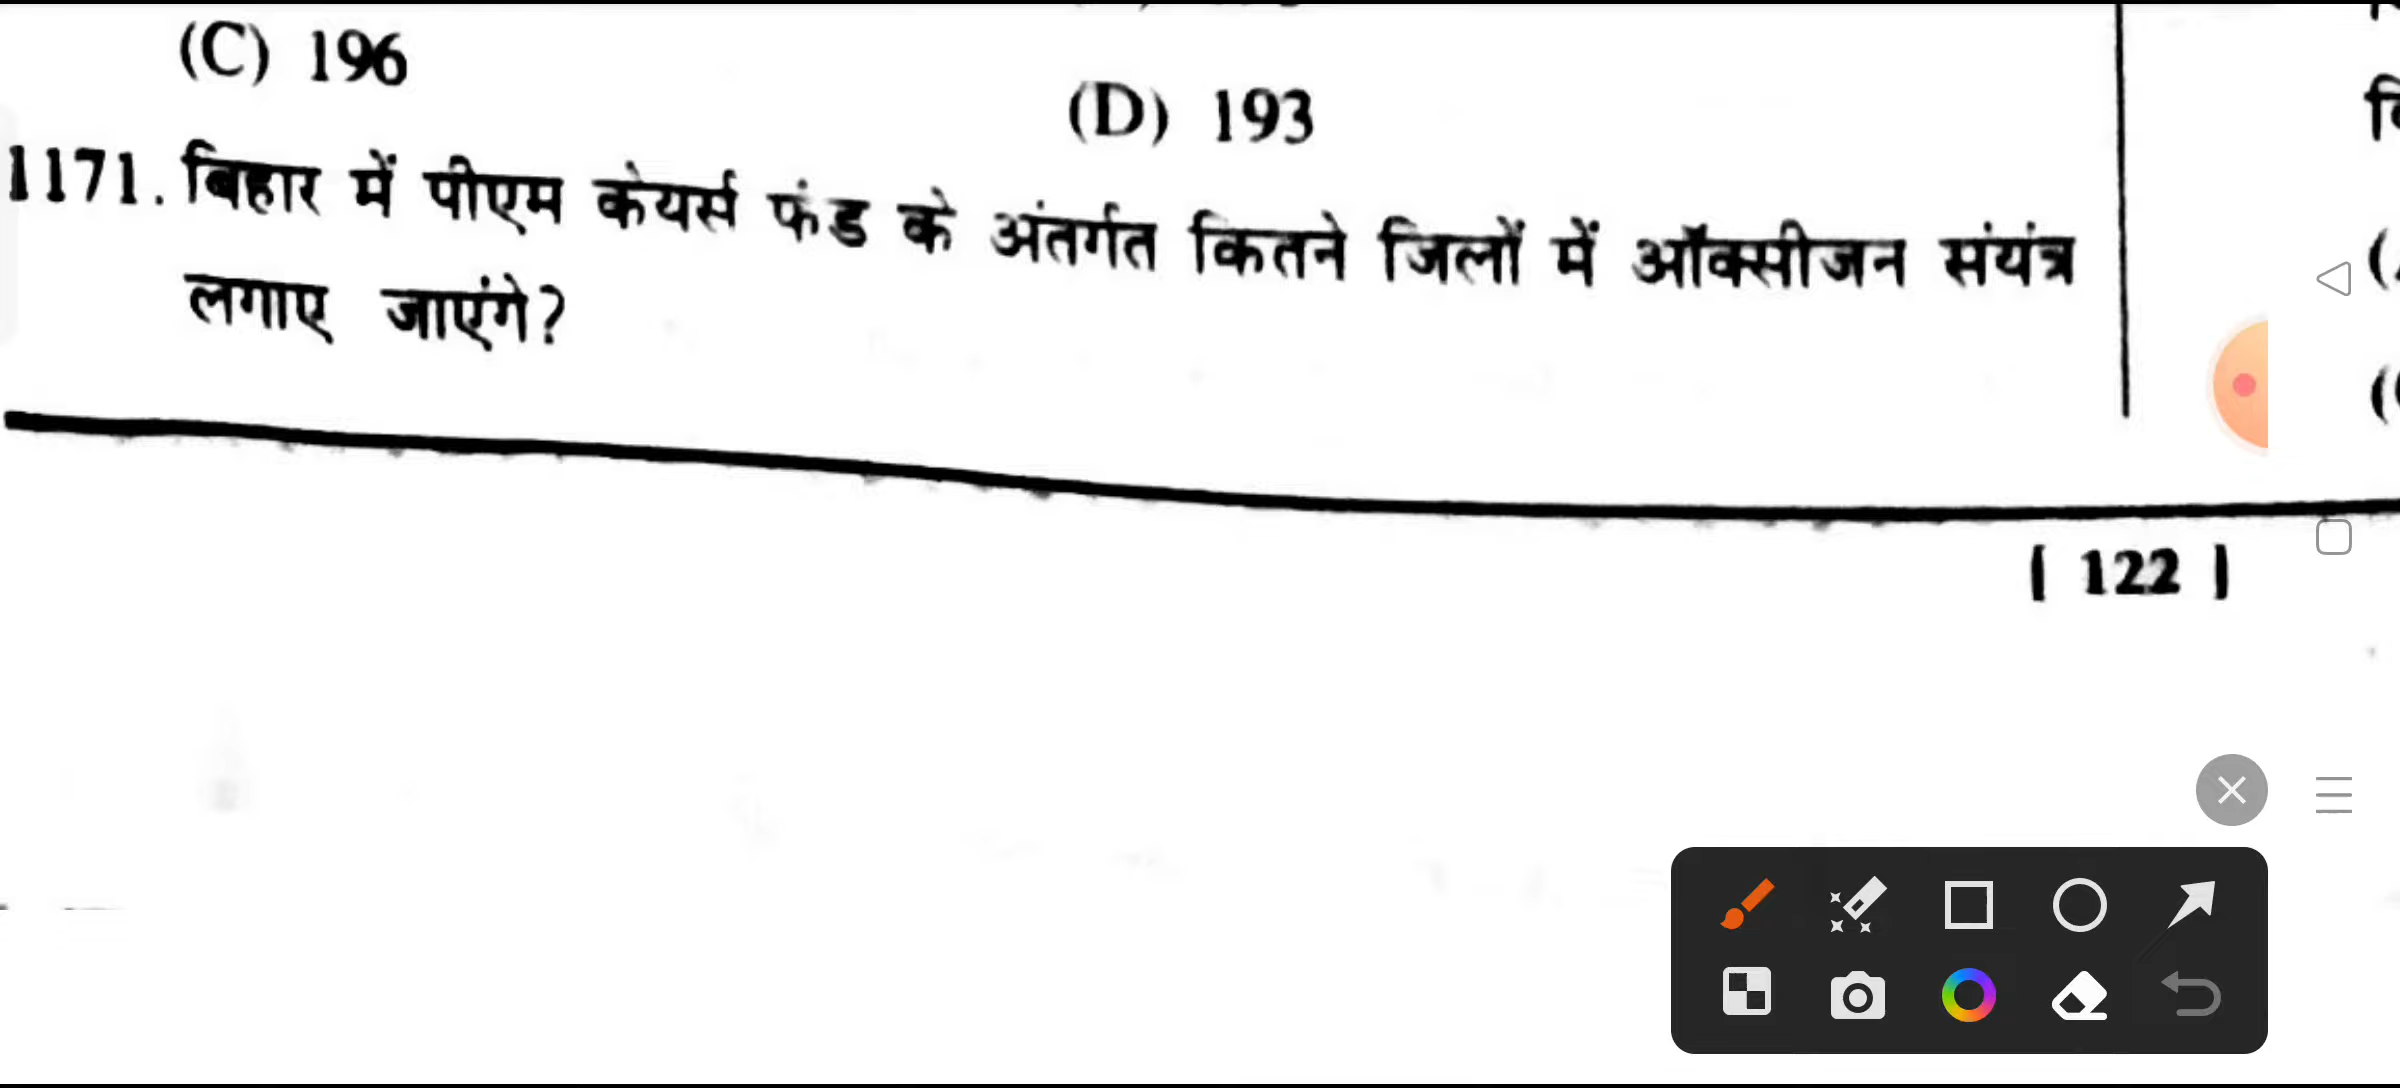 (C) 196
(D) 193
1171. बिहार में पीएम केयर्स फंड के अंतर्गत कितने जिलों में ऑक्सीजन संयंत्र
लगाए जाएंगे?
[ 122 ]